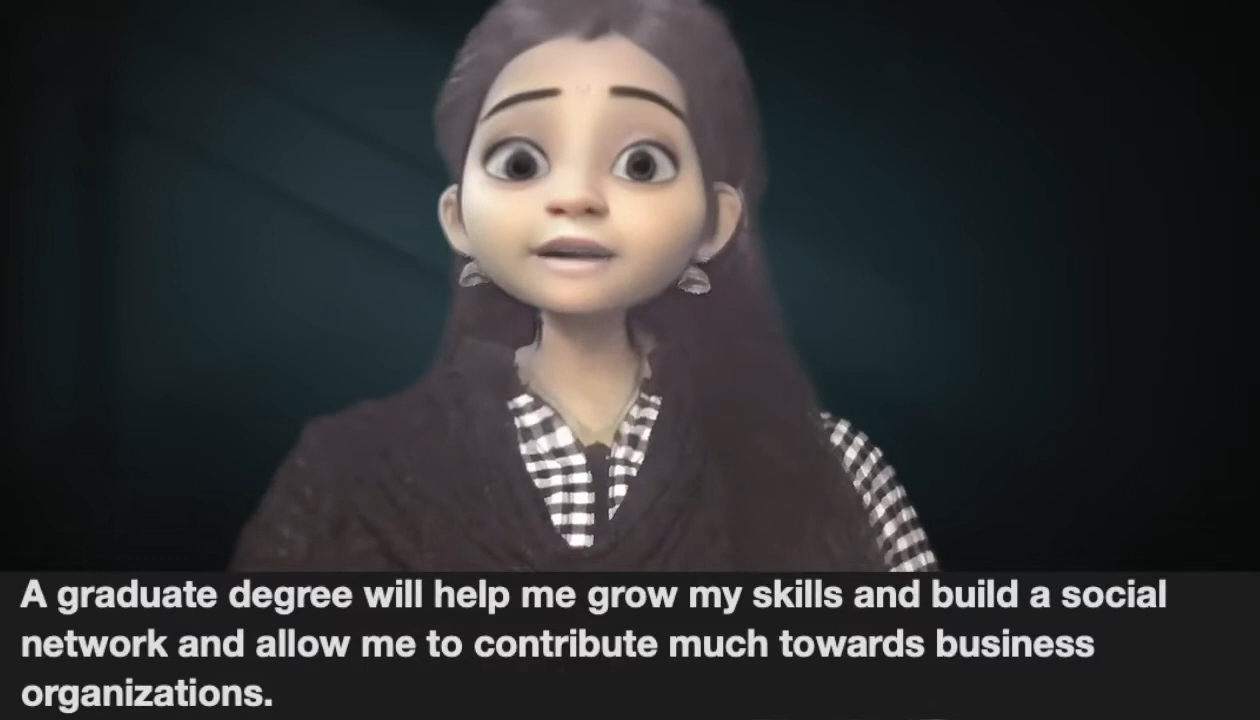 A graduate degree will help me grow my skills and build a social
network and allow me to contribute much towards business
organizations.